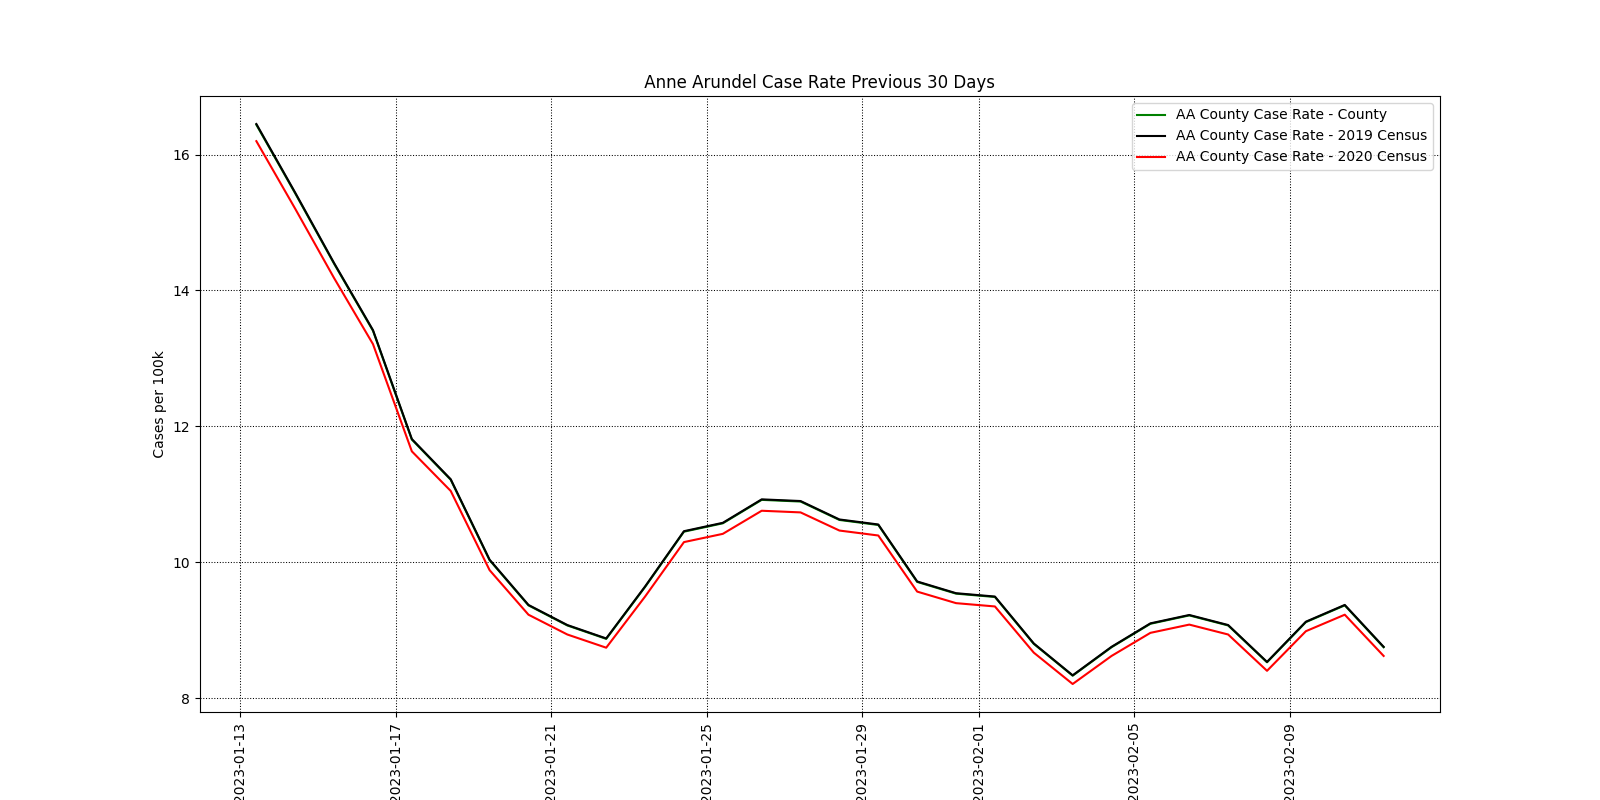 Anne Arundel Case Rate Previous 30 Days
AA County Case Rate - County
AA County Case Rate - 2019 Census
AA County Case Rate - 2020 Census
Cases per 100k
16
14
12
10
8
2023-01-13
2023-01-17
2023-01-21
2023-01-25
2023-01-29
2023-02-01
2023-02-05
2023-02-09